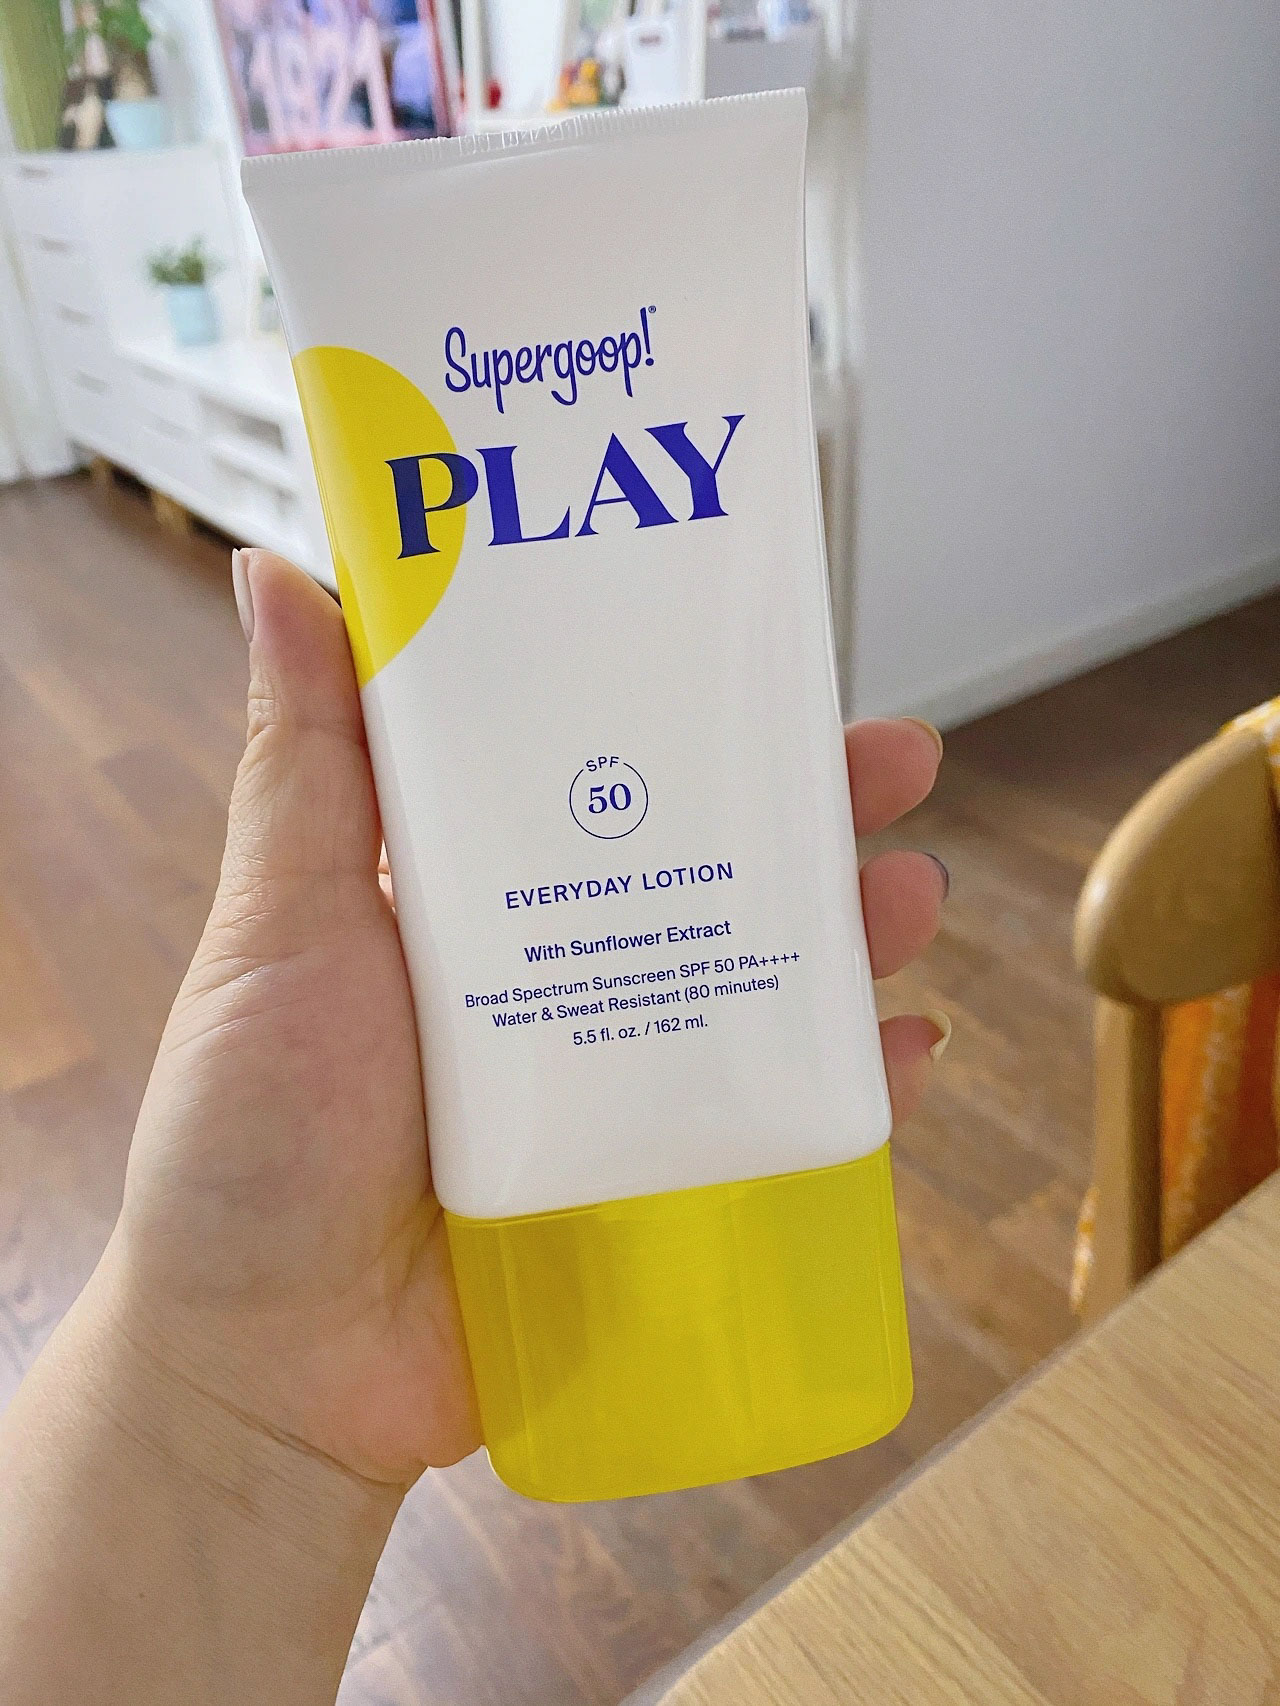 Supergoop!®
PLAY
SPF
50
EVERYDAY LOTION
With Sunflower Extract
Broad Spectrum Sunscreen SPF 50 PA++++
Water & Sweat Resistant (80 minutes)
5.5 fl. oz. / 162 ml.